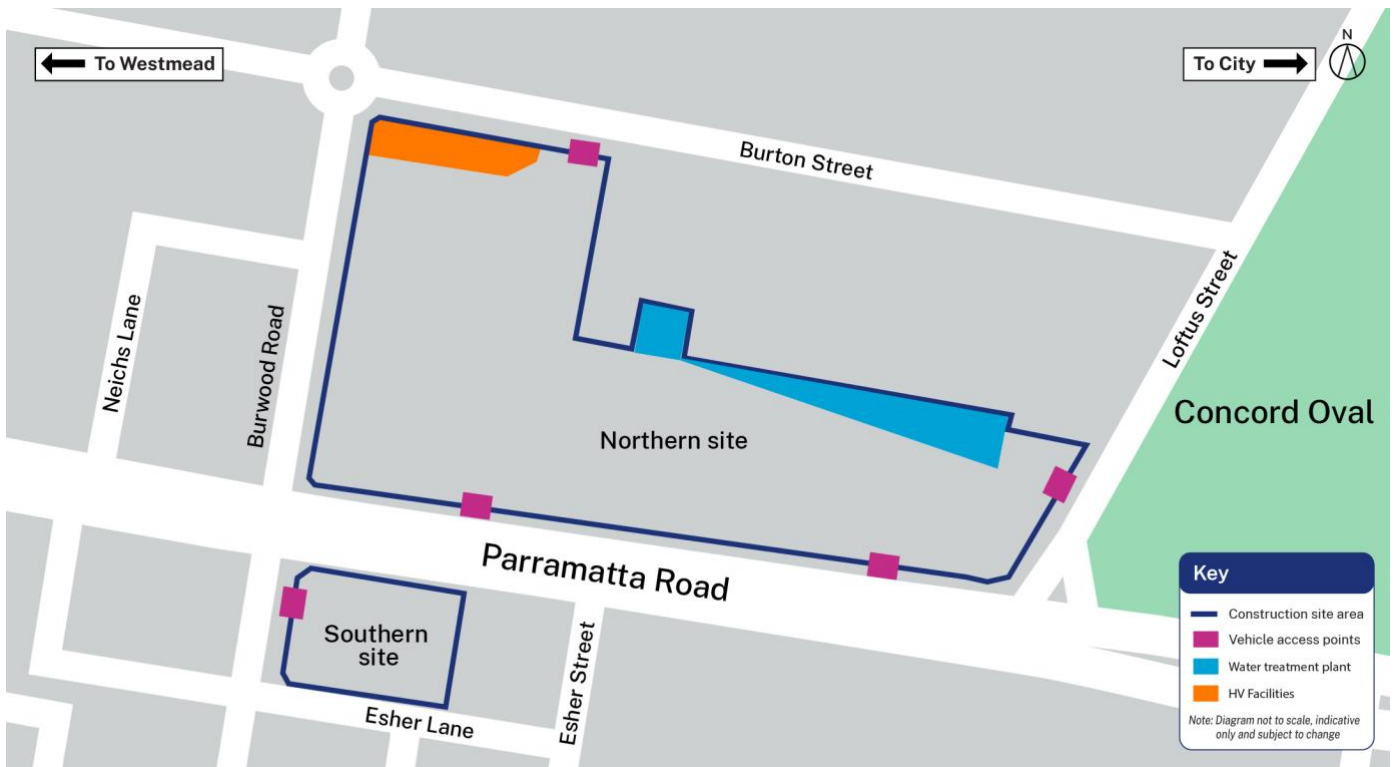 To Westmead
To City
N
Burton Street
Loftus Street
Neichs Lane
Burwood Road
Concord Oval
Northern site
Parramatta Road
Southern
site
Esher Street
Esher Lane
Key
Construction site area
Vehicle access points
Water treatment plant
HV Facilities
Note: Diagram not to scale, indicative
only and subject to change